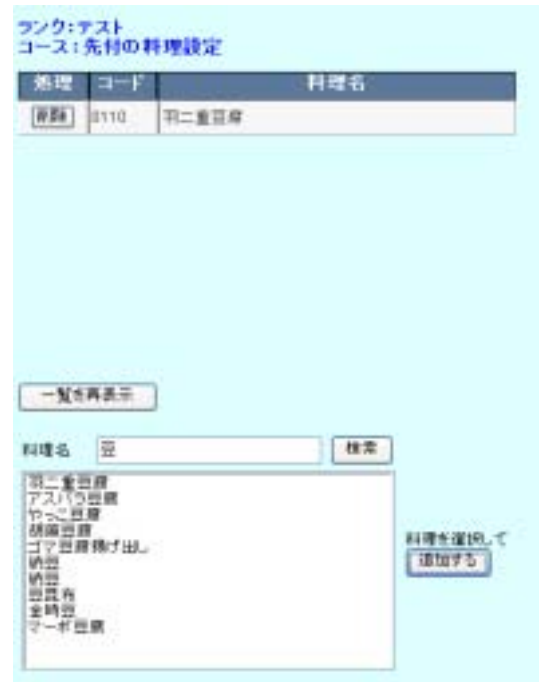 ランク:テスト
コース:先付の料理設定
処理 コード 料理名
削除 0110 羽二重豆腐
一覧を再表示
料理名 豆 検索
羽二重豆腐
アスパラ豆腐
やっこ豆腐
胡麻豆腐
ゴマ豆腐揚げ出し
納豆
納豆
豆昆布
金時豆
マーボ豆腐
料理を選択して
追加する